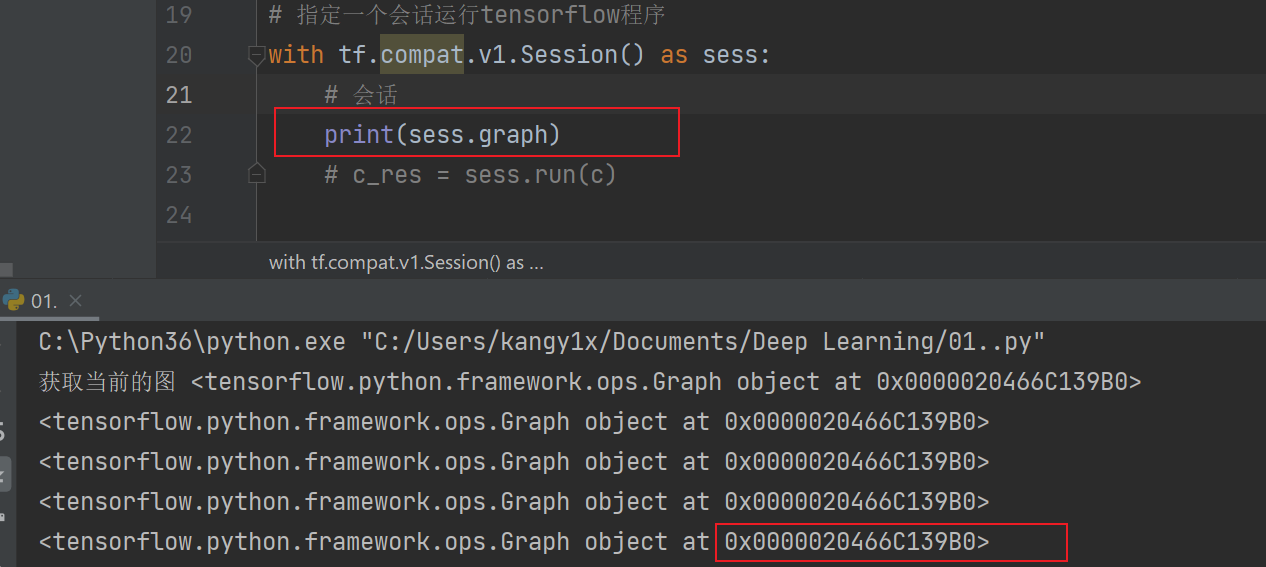 19 # 指定一个会话运行tensorflow程序
20 with tf.compat.v1.Session() as sess:
21 # 会话
22 print(sess.graph)
23 # c_res = sess.run(c)
24
with tf.compat.v1.Session() as ...
01.
C:\Python36\python.exe "C:/Users/kangy1x/Documents/Deep Learning/01..py"
获取当前的图 <tensorflow.python.framework.ops.Graph object at 0x0000020466C139B0>
<tensorflow.python.framework.ops.Graph object at 0x0000020466C139B0>
<tensorflow.python.framework.ops.Graph object at 0x0000020466C139B0>
<tensorflow.python.framework.ops.Graph object at 0x0000020466C139B0>
<tensorflow.python.framework.ops.Graph object at 0x0000020466C139B0>